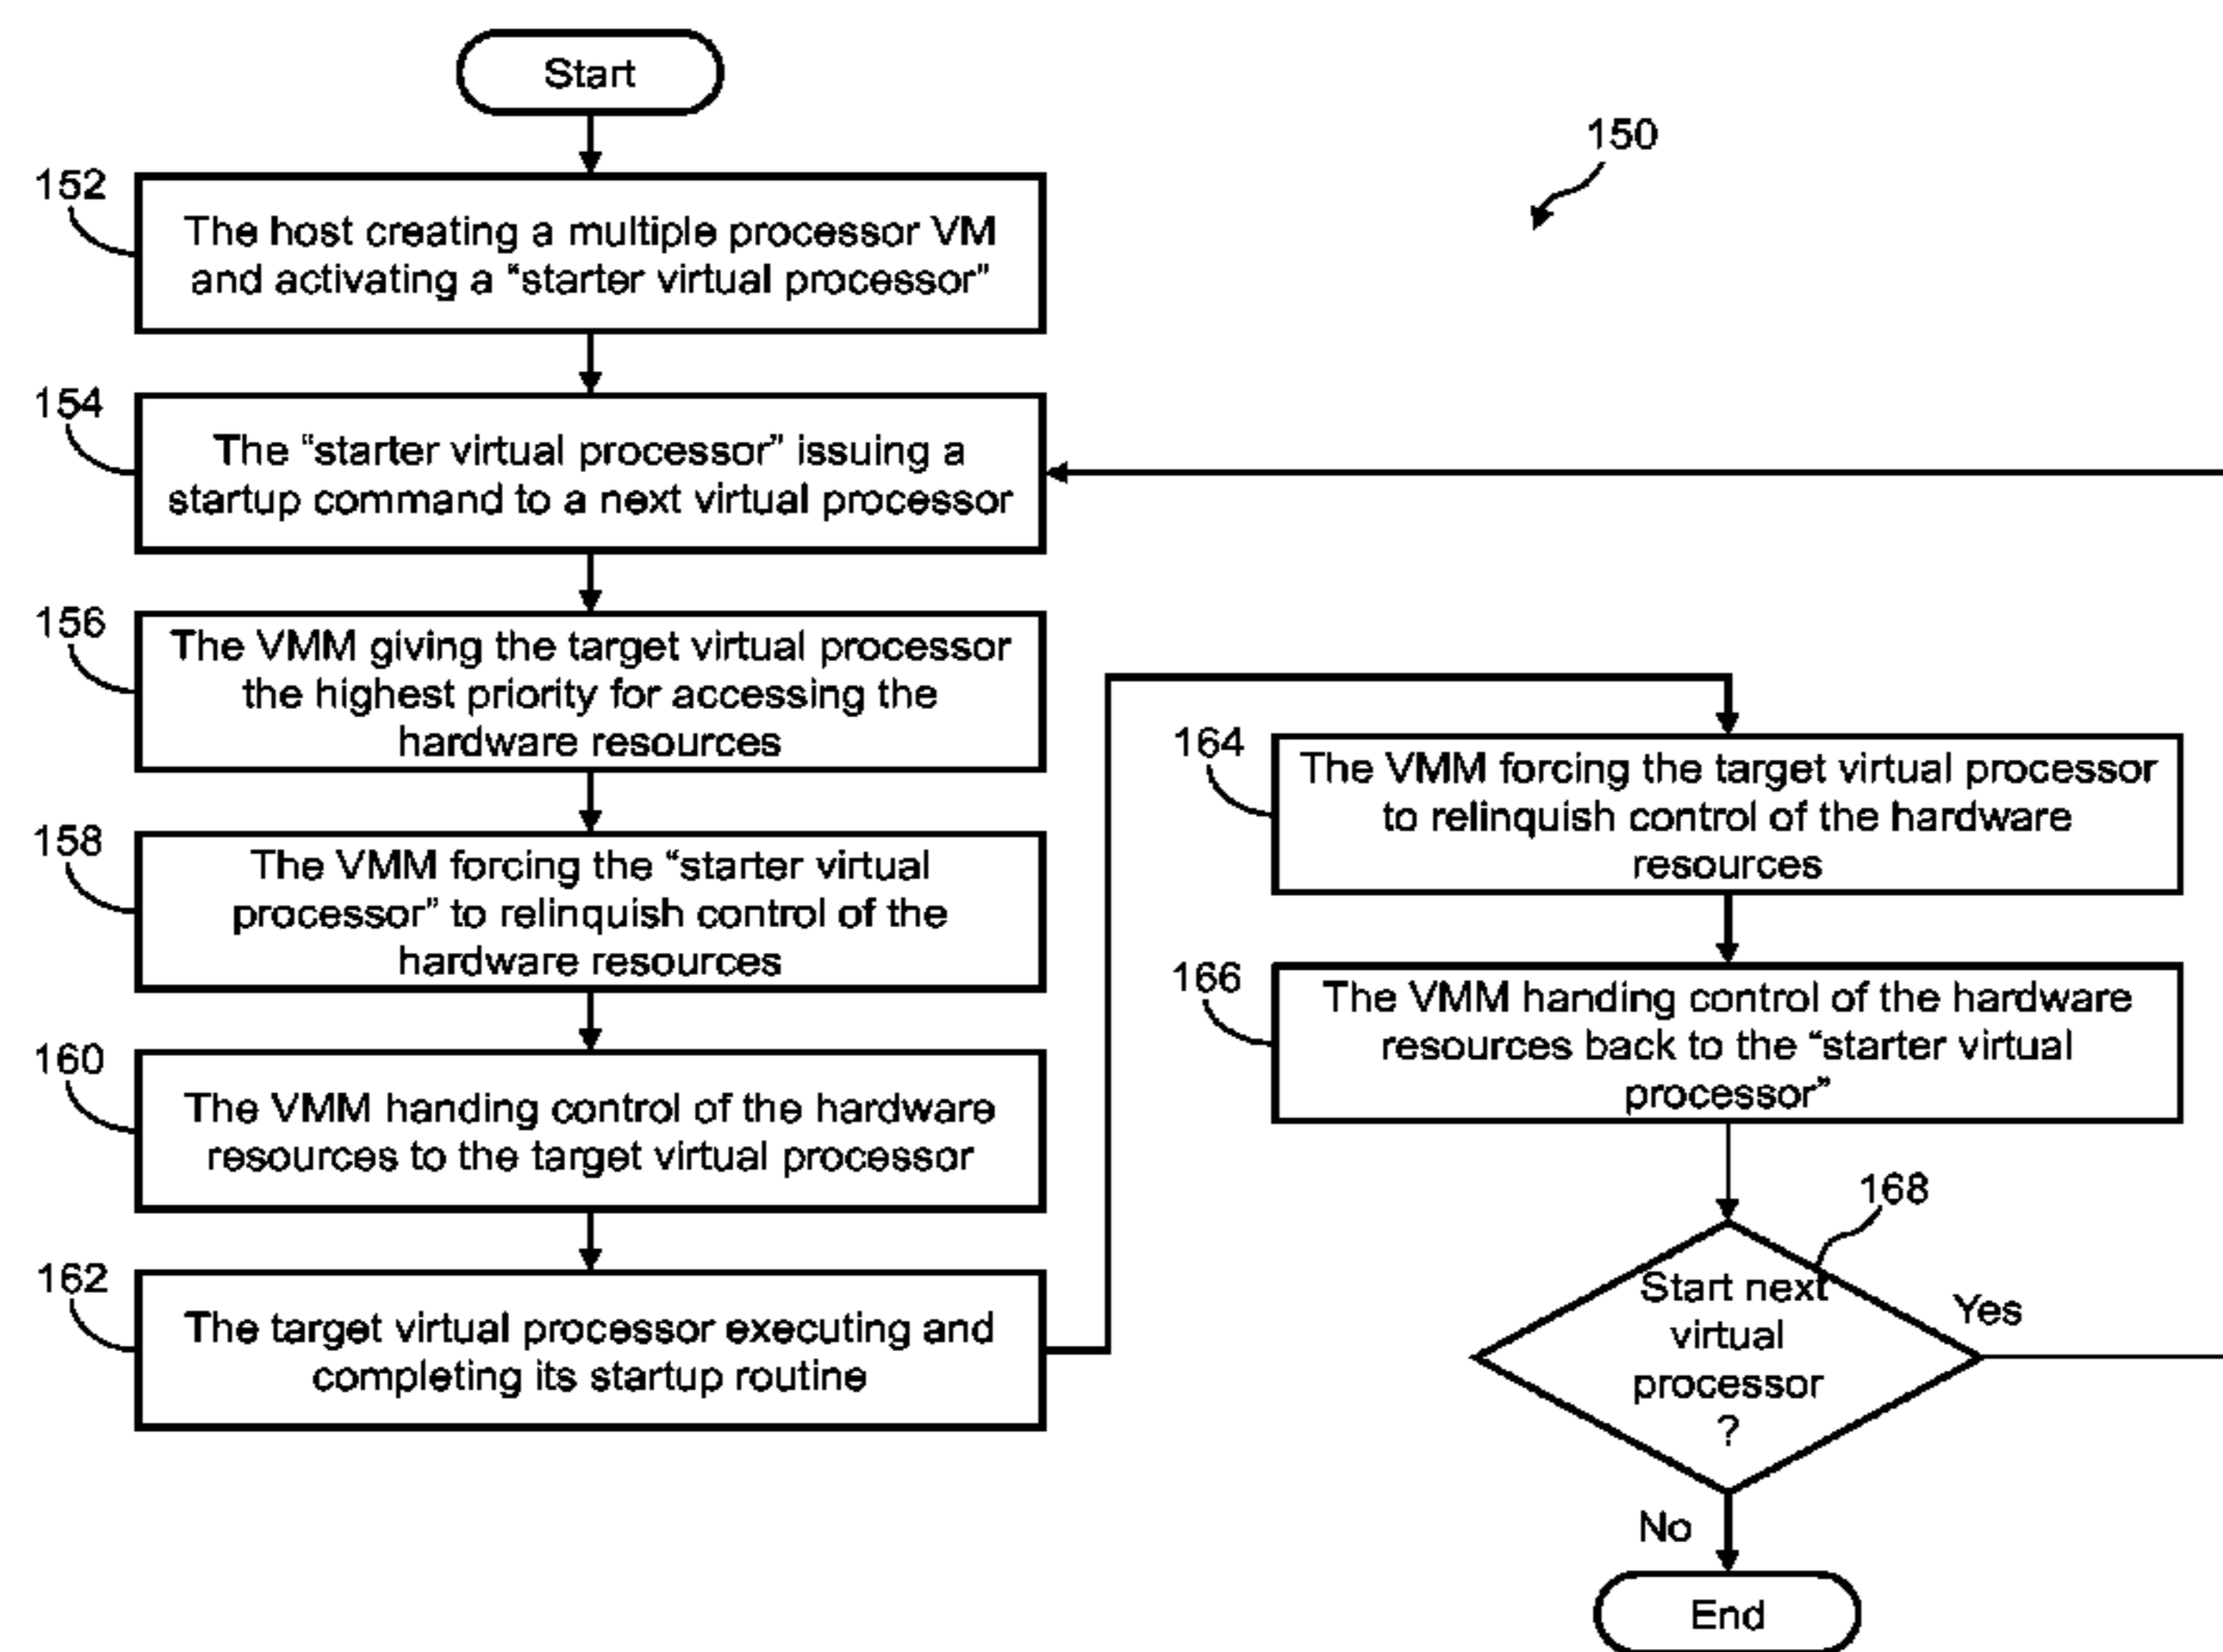 Start
150
152
The host creating a multiple processor VM
and activating a “starter virtual processor”
154
The “starter virtual processor” issuing a
startup command to a next virtual processor
156
The VMM giving the target virtual processor
the highest priority for accessing the
hardware resources
158
The VMM forcing the “starter virtual
processor” to relinquish control of the
hardware resources
160
The VMM handing control of the hardware
resources to the target virtual processor
162
The target virtual processor executing and
completing its startup routine
164
The VMM forcing the target virtual processor
to relinquish control of the hardware
resources
166
The VMM handing control of the hardware
resources back to the “starter virtual
processor”
168
Start next
virtual
processor
?
Yes
No
End